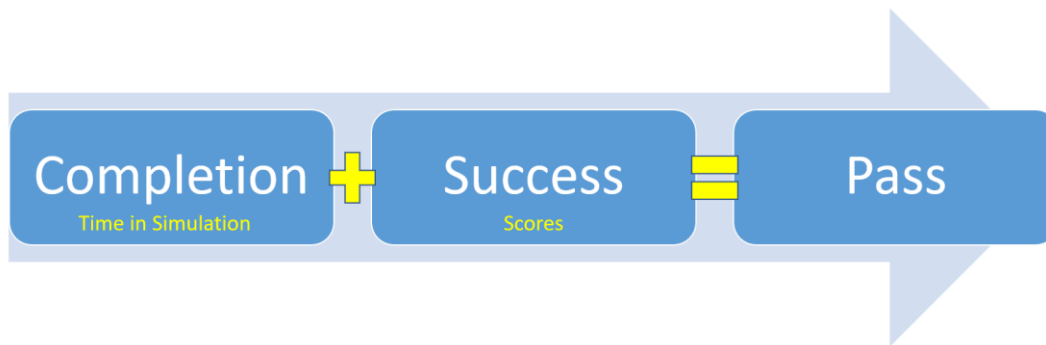 Completion
Time in Simulation
Success
Scores
Pass